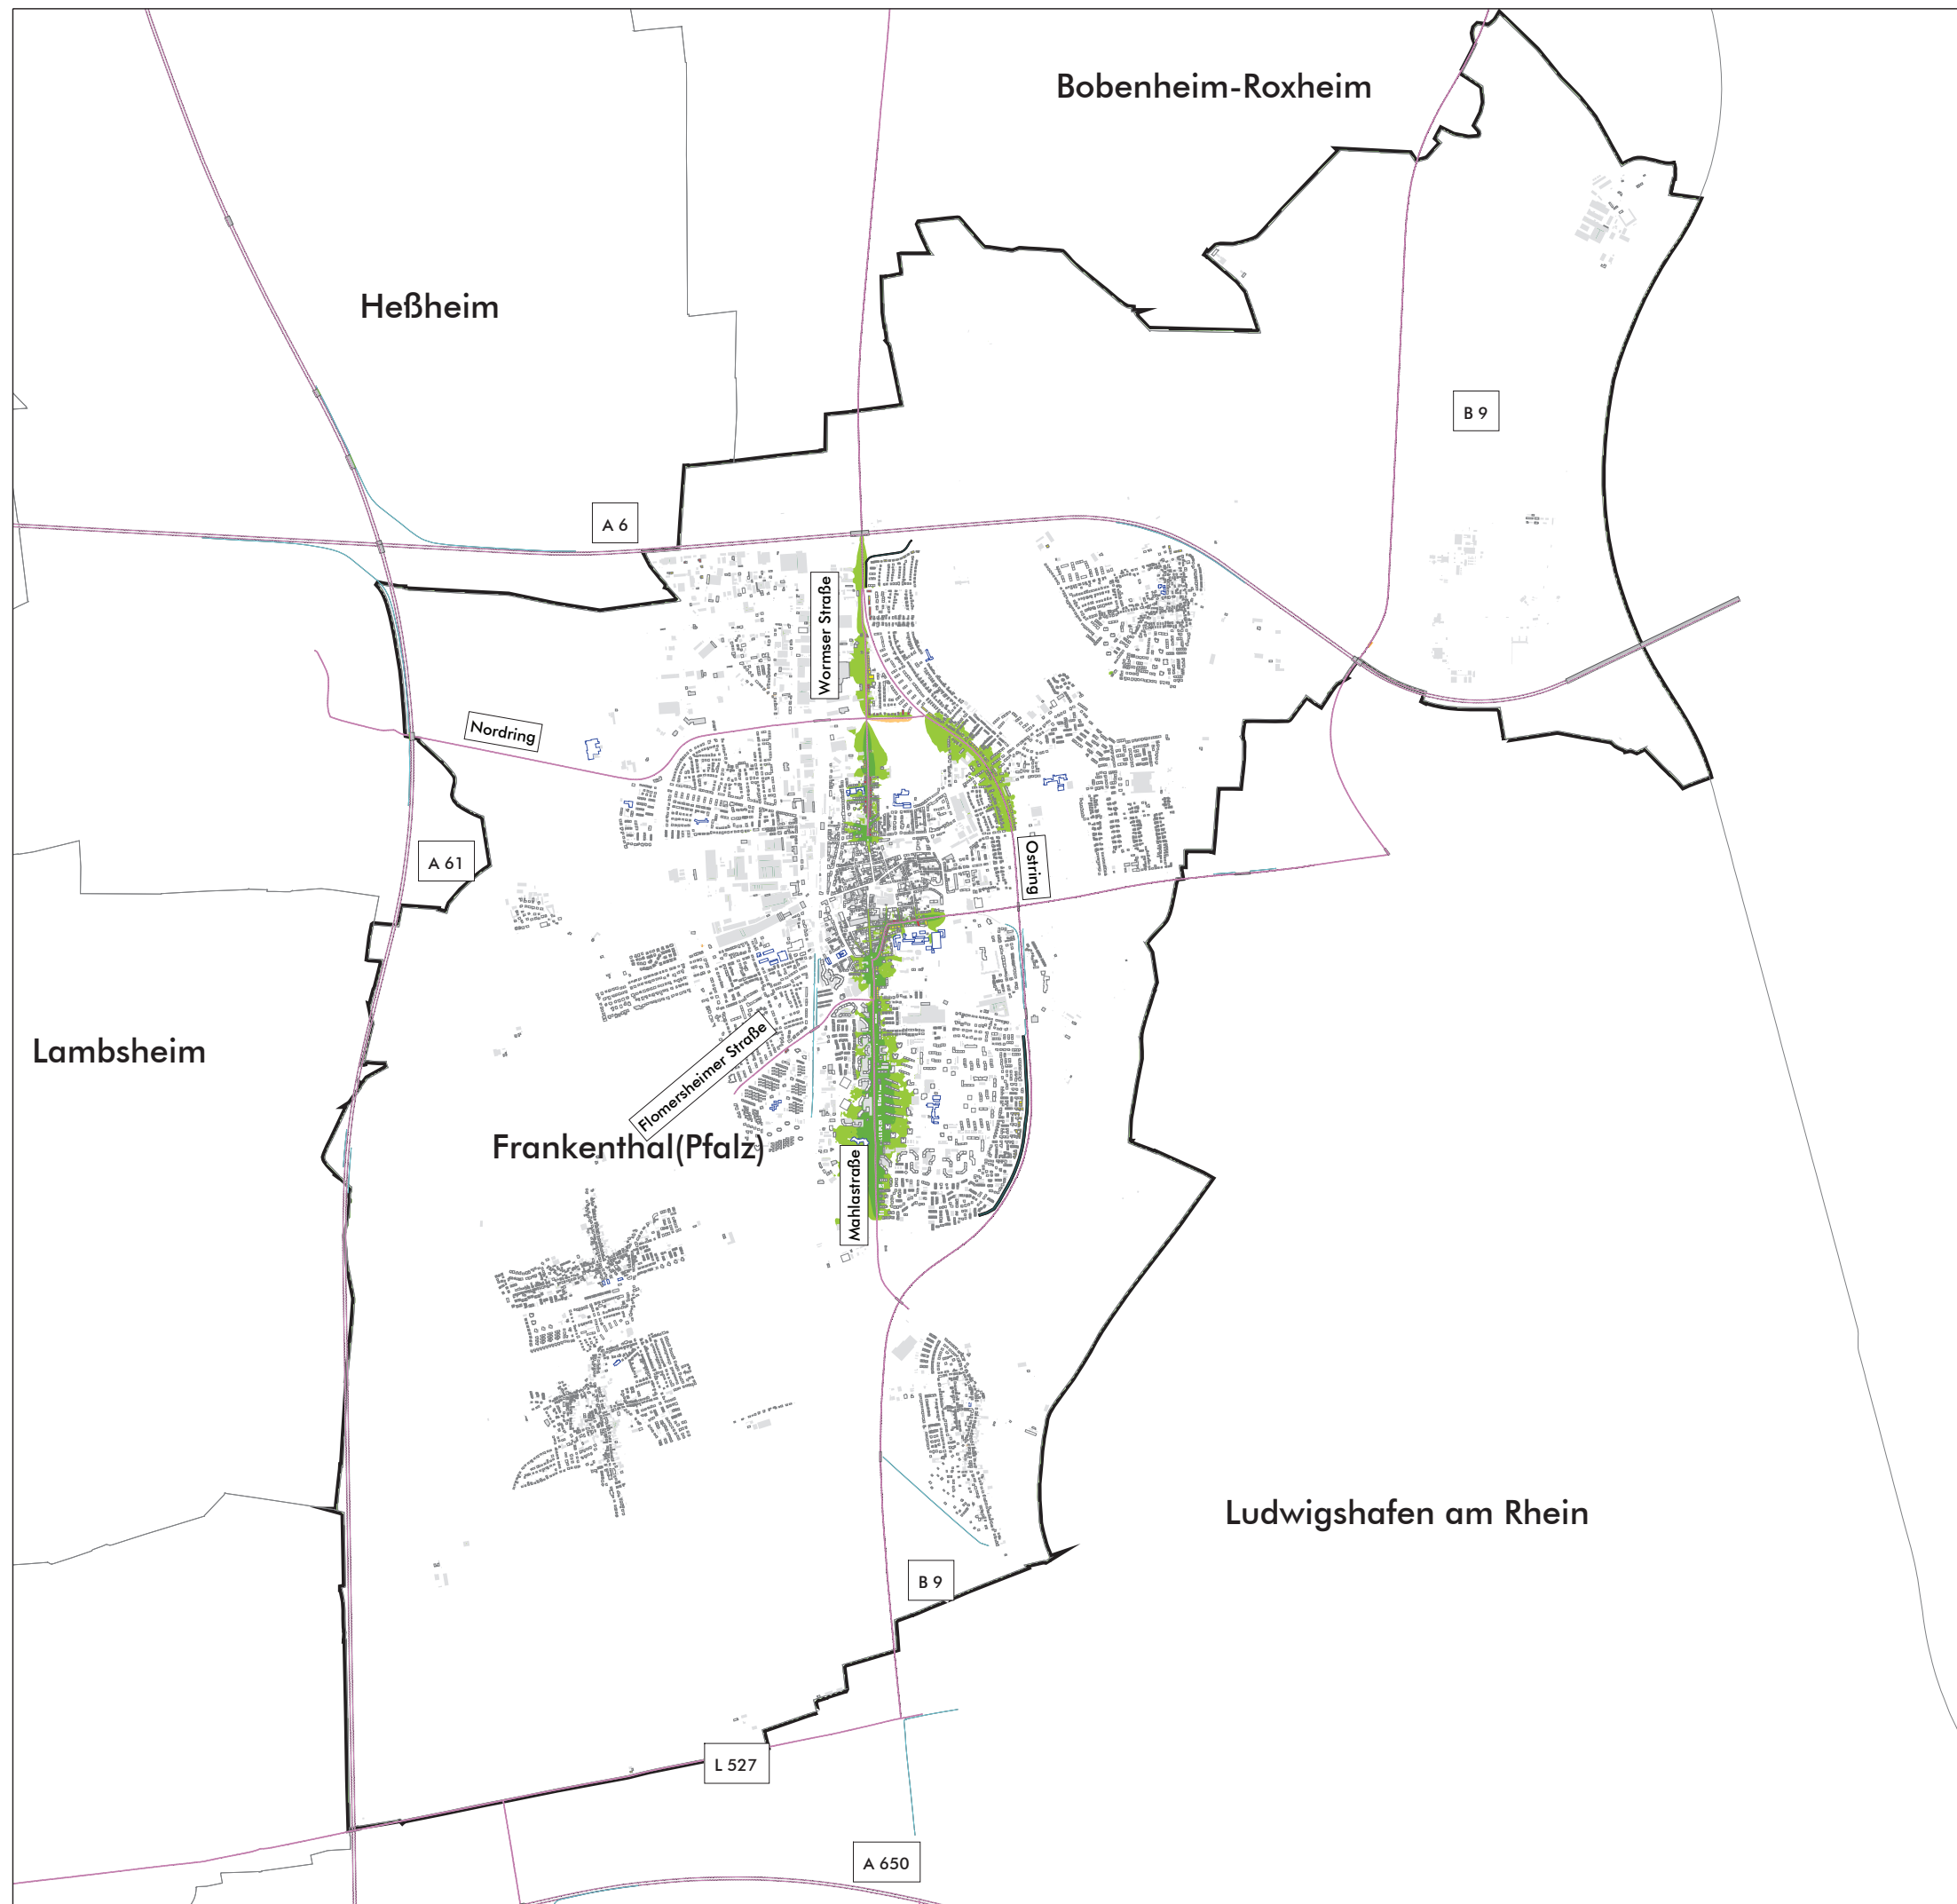 Bobenheim-Roxheim
Heßheim
B 9
A 6
Wormser Straße
Nordring
A 61
Ostring
Lambsheim
Flomersheimer Straße
Frankenthal(Pfalz)
Mahlastraße
Ludwigshafen am Rhein
B 9
L 527
A 650